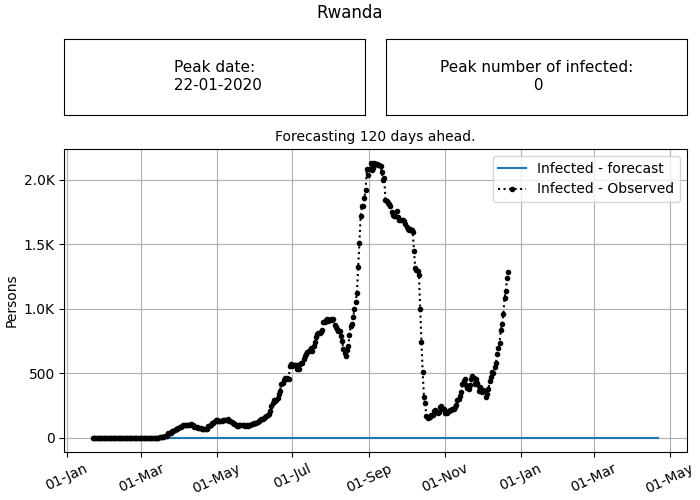 Rwanda
Peak date:
22-01-2020
Peak number of infected:
0
Forecasting 120 days ahead.
Infected - forecast
Infected - Observed
2.0K
1.5K
1.0K
500
0
Persons
01-Jan
01-Mar
01-May
01-Jul
01-Sep
01-Nov
01-Jan
01-Mar
01-May